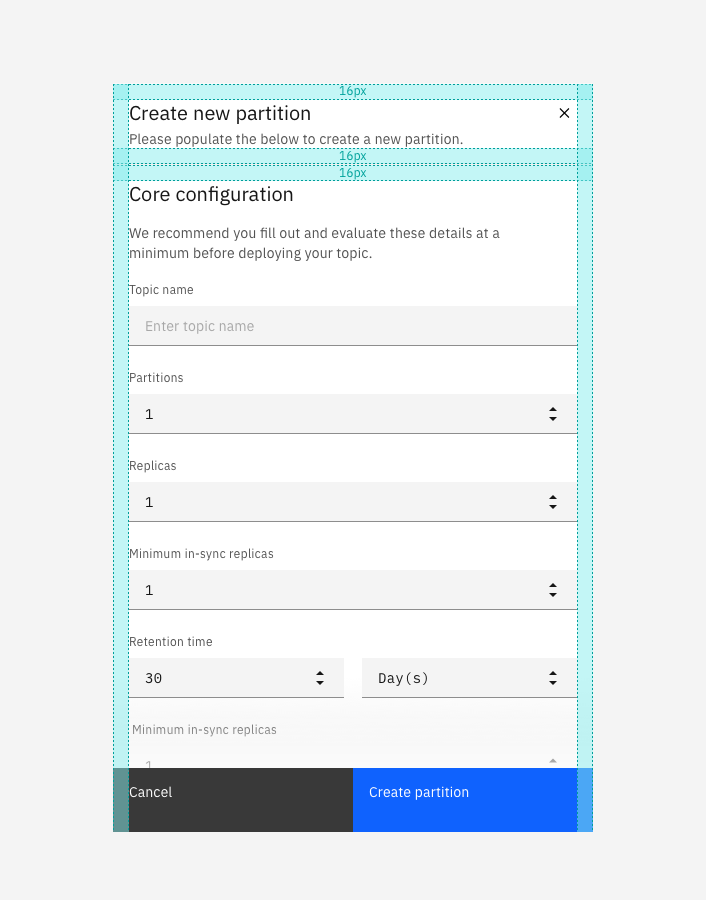 16px
Create new partition
Please populate the below to create a new partition.
16px
16px
Core configuration
We recommend you fill out and evaluate these details at a
minimum before deploying your topic.
Topic name
Enter topic name
Partitions
1
Replicas
1
Minimum in-sync replicas
1
Retention time
30 Day(s)
Minimum in-sync replicas
1
Cancel Create partition